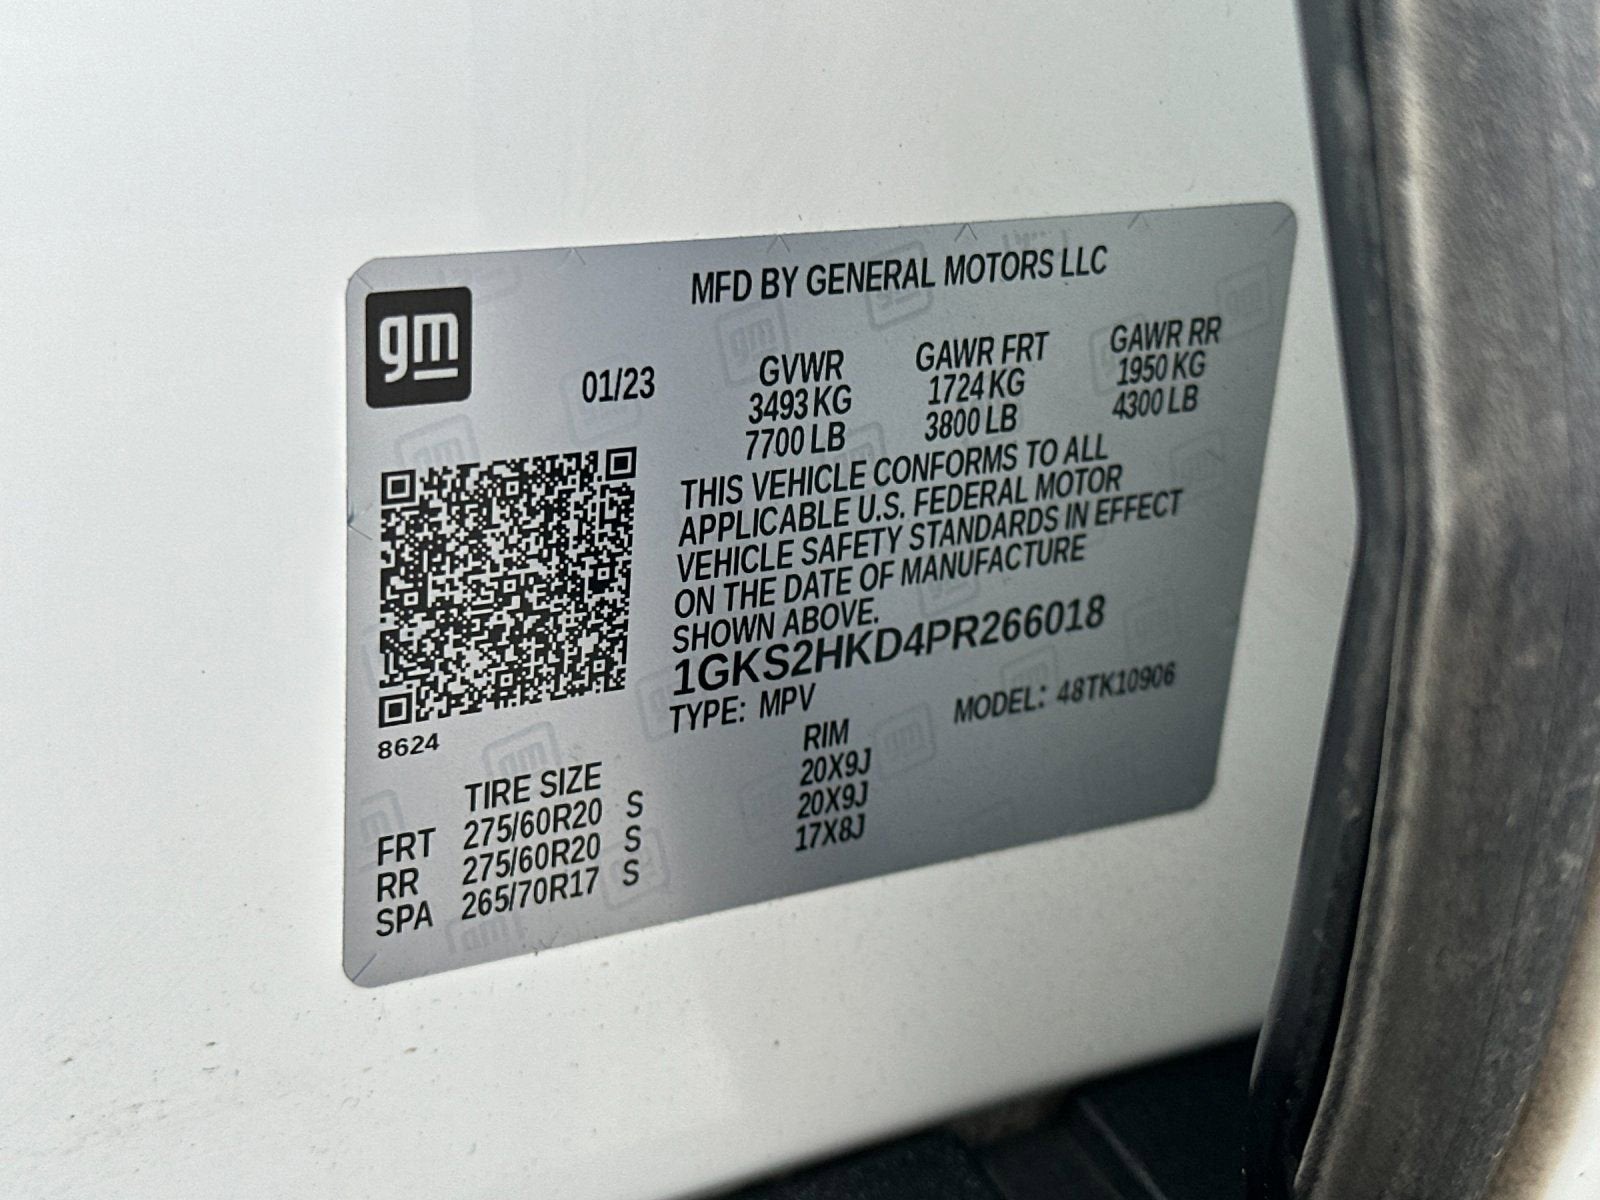 gm
MFD BY GENERAL MOTORS LLC
01/23
GVWR GAWR FRT GAWR RR
3493 KG 1724 KG 1950 KG
7700 LB 3800 LB 4300 LB
THIS VEHICLE CONFORMS TO ALL
APPLICABLE U.S. FEDERAL MOTOR
VEHICLE SAFETY STANDARDS IN EFFECT
ON THE DATE OF MANUFACTURE
SHOWN ABOVE.
1GKS2HKD4PR266018
TYPE: MPV MODEL: 48TK10906
8624
TIRE SIZE RIM
FRT 275/60R20 S 20X9J
RR 275/60R20 S 20X9J
SPA 265/70R17 S 17X8J